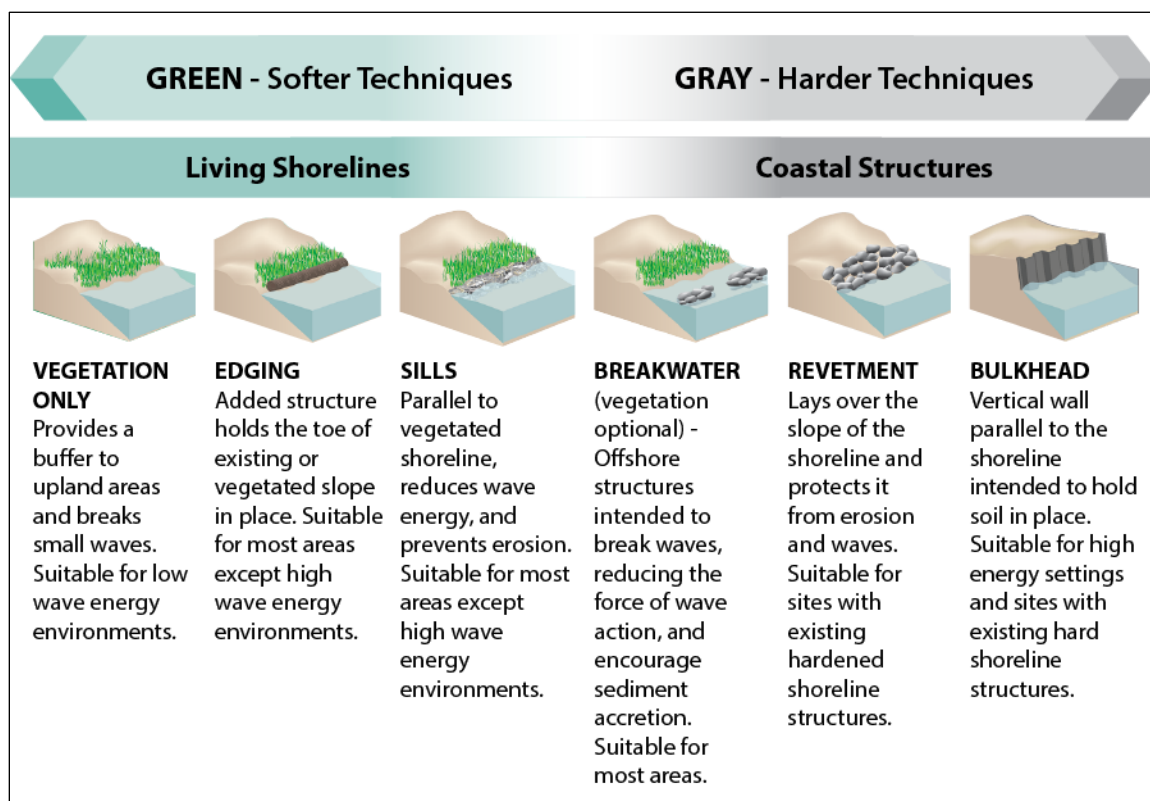 GREEN - Softer Techniques
GRAY - Harder Techniques
Living Shorelines
Coastal Structures
VEGETATION
ONLY
Provides a
buffer to
upland areas
and breaks
small waves.
Suitable for low
wave energy
environments.
EDGING
Added structure
holds the toe of
existing or
vegetated slope
in place. Suitable
for most areas
except high
wave energy
environments.
SILLS
Parallel to
vegetated
shoreline,
reduces wave
energy, and
prevents erosion.
Suitable for most
areas except
high wave
energy
environments.
BREAKWATER
(vegetation
optional) -
Offshore
structures
intended to
break waves,
reducing the
force of wave
action, and
encourage
sediment
accretion.
Suitable for
most areas.
REVETMENT
Lays over the
slope of the
shoreline and
protects it
from erosion
and waves.
Suitable for
sites with
existing
hardened
shoreline
structures.
BULKHEAD
Vertical wall
parallel to the
shoreline
intended to hold
soil in place.
Suitable for high
energy settings
and sites with
existing hard
shoreline
structures.